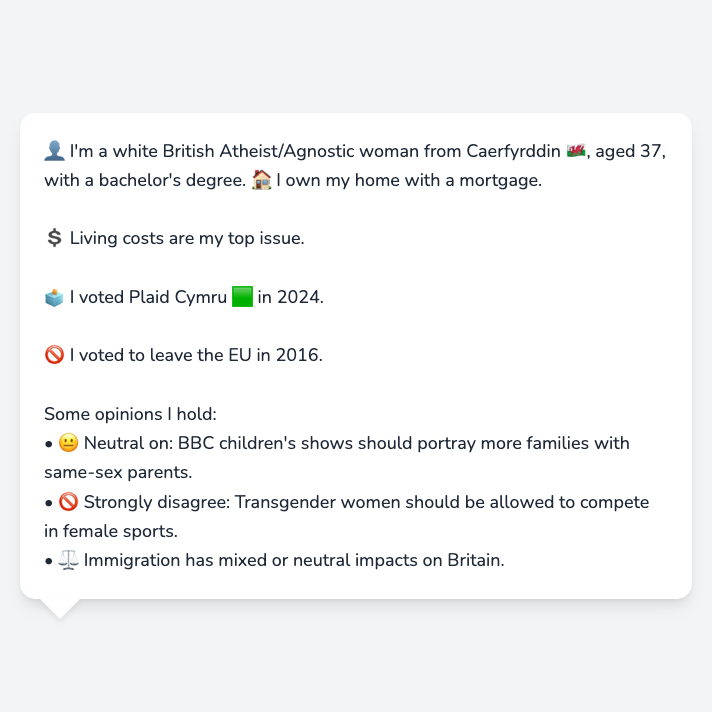 👤 I'm a white British Atheist/Agnostic woman from Caerfyrddin 🏴󠁧󠁢󠁷󠁬󠁳󠁿, aged 37,
with a bachelor's degree. 🏠 I own my home with a mortgage.
💲 Living costs are my top issue.
🗳️ I voted Plaid Cymru 🟩 in 2024.
🚫 I voted to leave the EU in 2016.
Some opinions I hold:
• 😐 Neutral on: BBC children's shows should portray more families with
same-sex parents.
• 🚫 Strongly disagree: Transgender women should be allowed to compete
in female sports.
• ⚖️ Immigration has mixed or neutral impacts on Britain.